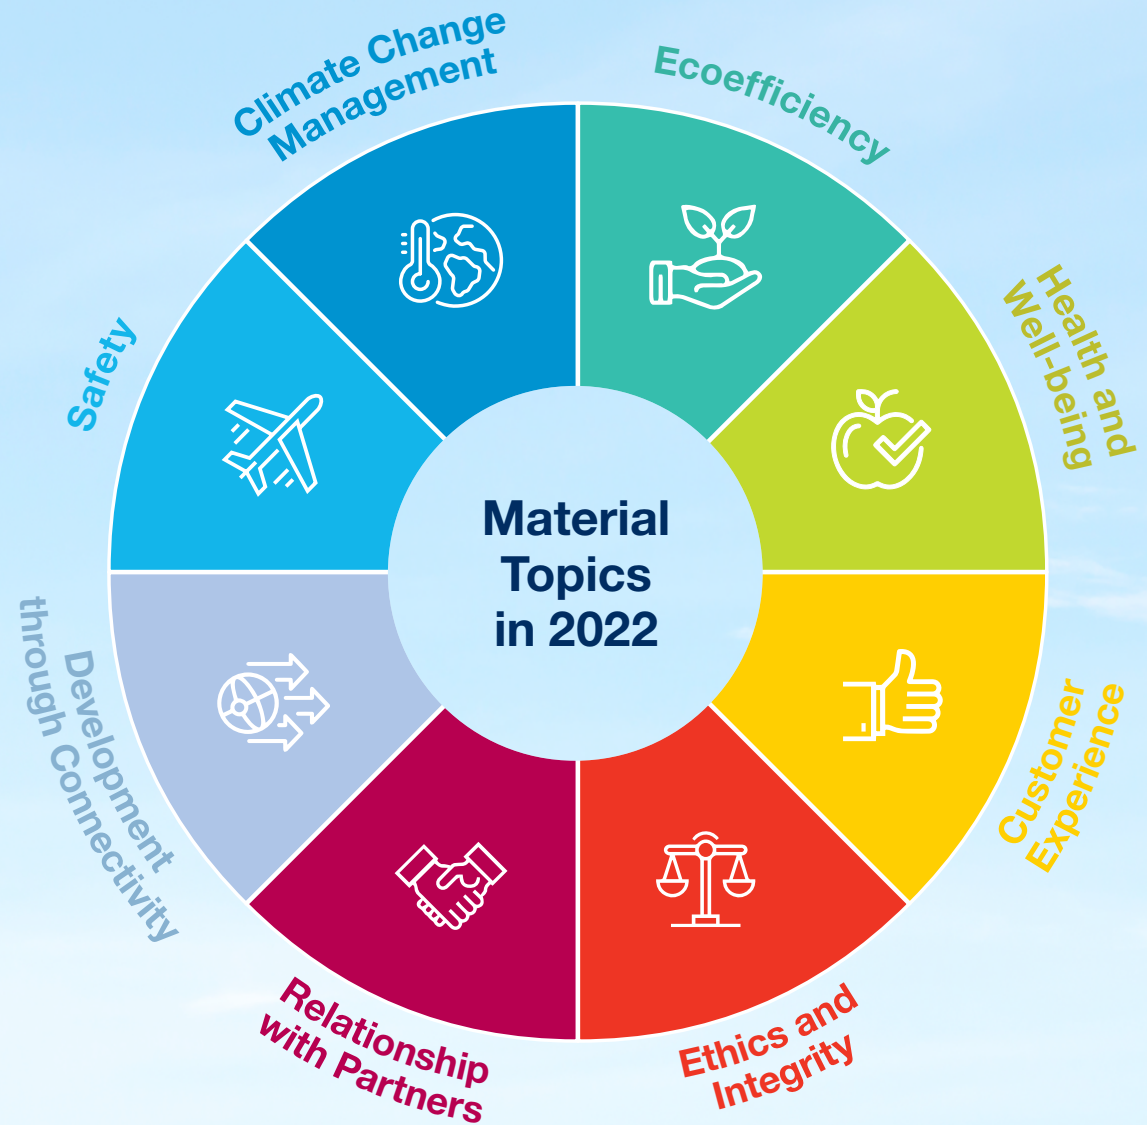 Climate Change
Management
Ecoefficiency
Health and
Well-being
Customer
Experience
Ethics and
Integrity
Relationship
with Partners
Development
through Connectivity
Safety
Material
Topics
in 2022